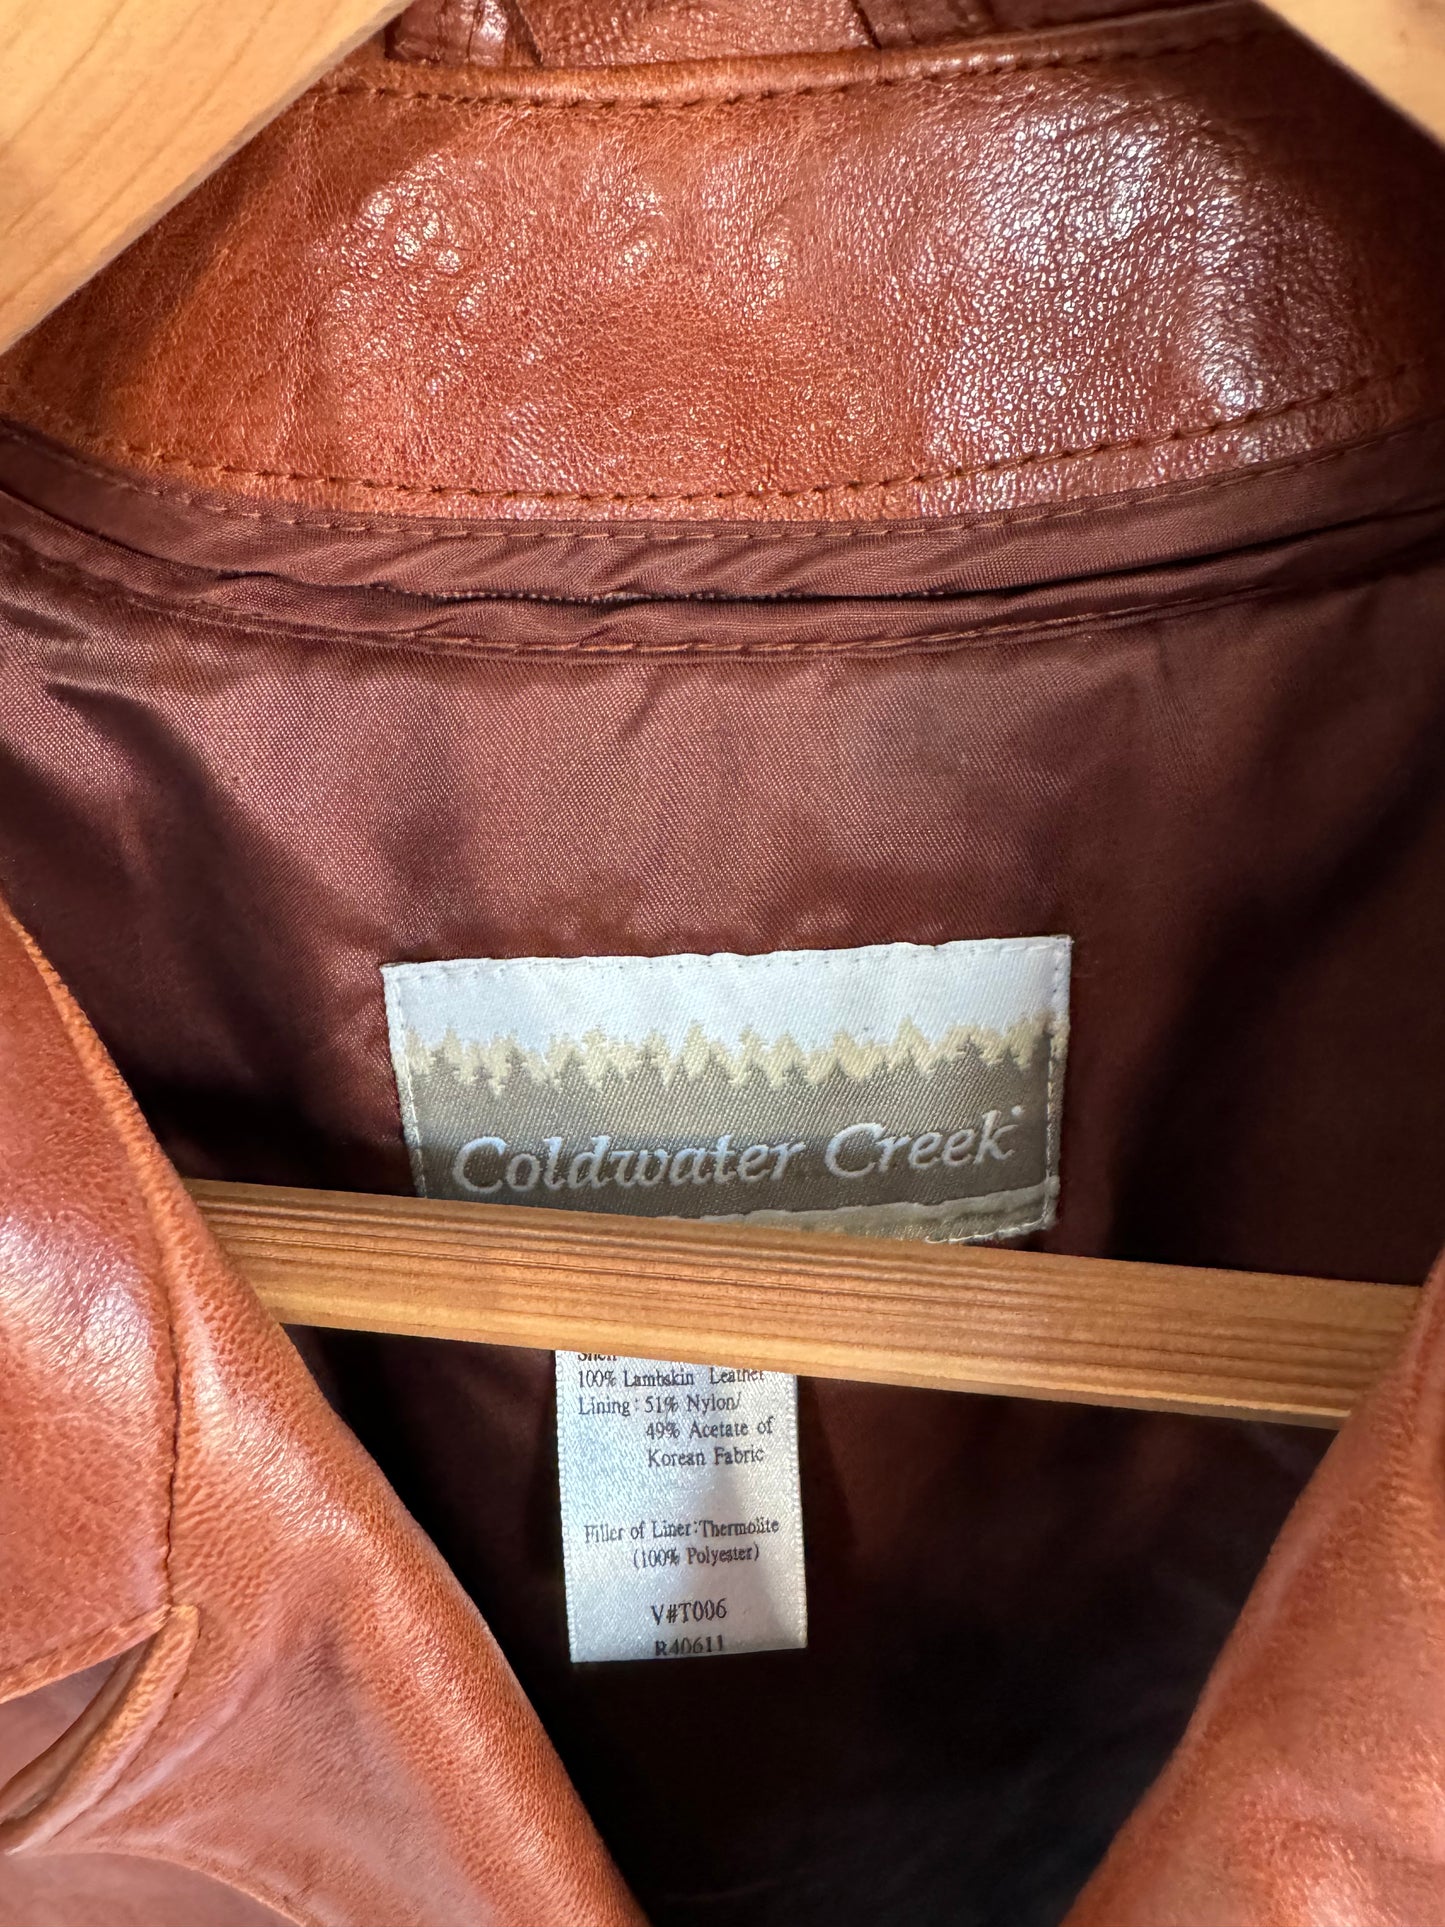 Coldwater Creek
Shell
100% Lambskin Leather
Lining: 51% Nylon/
49% Acetate of
Korean Fabric
Filler of Liner:Thermolite
(100% Polyester)
V#T006
R40611